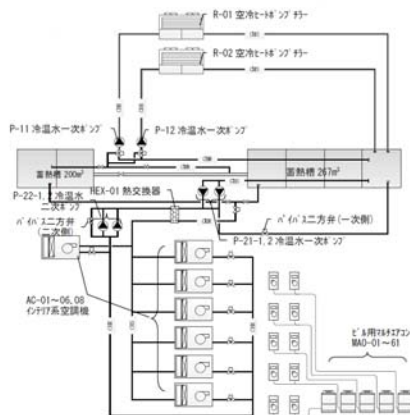 R-01 空冷ヒートポンプチラー
R-02 空冷ヒートポンプチラー
P-11 冷温水一次ポンプ
P-12 冷温水一次ポンプ
蓄熱槽 200m³
蓄熱槽 267m³
P-22-1, 2 冷温水
二次ポンプ
HEX-01 熱交換器
バイパス二方弁
(二次側)
バイパス二方弁(一次側)
P-21-1, 2 冷温水一次ポンプ
AC-01～06, 08
インテリア系空調機
ビル用マルチエアコン
MAO-01～61